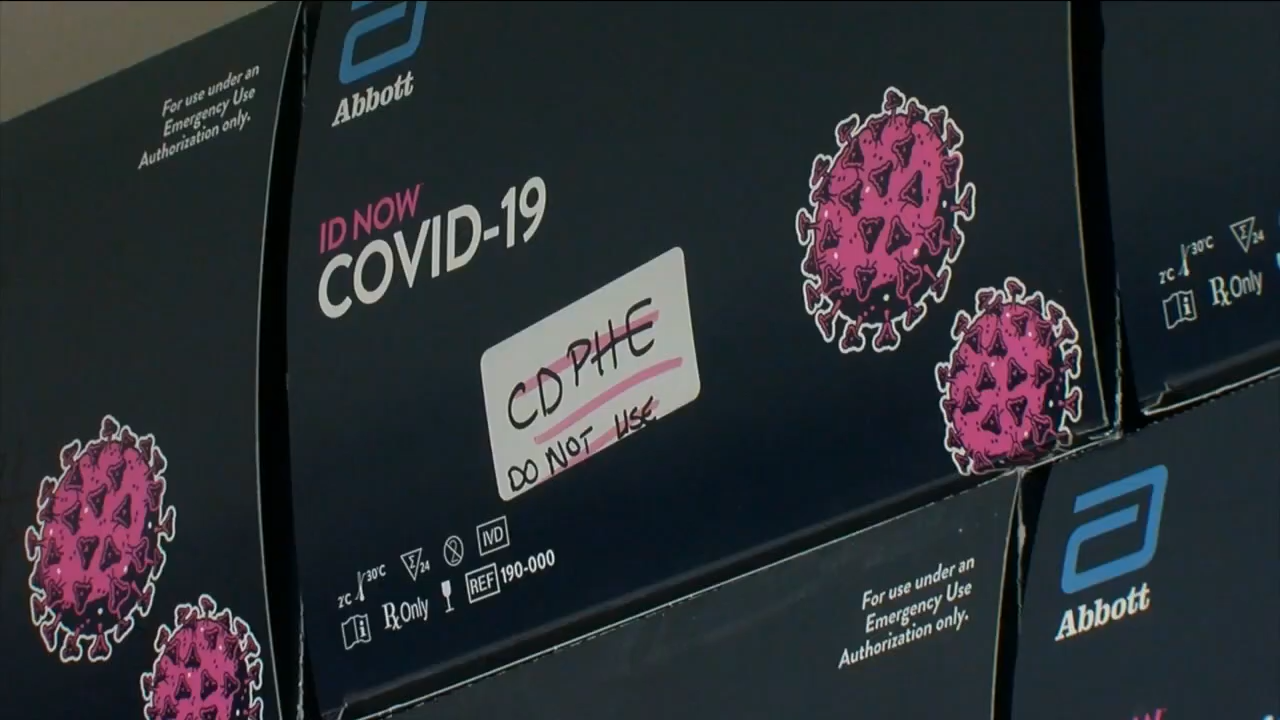 For use under an
Emergency Use
Authorization only.
Abbott
ID NOW
COVID-19
CDPHE
DO NOT USE
2°C 30°C Σ 24 IVD
i Rx Only REF 190-000
2°C 30°C Σ 24
i Rx Only
For use under an
Emergency Use
Authorization only.
Abbott